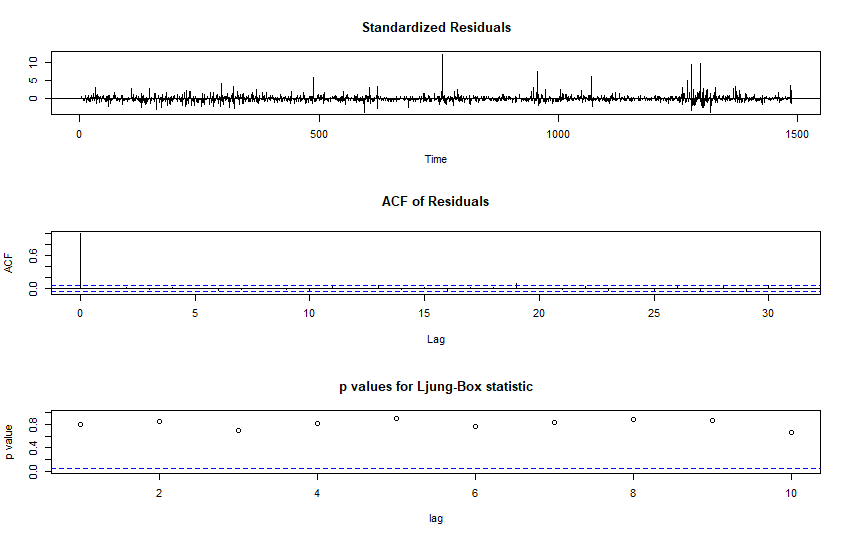 Standardized Residuals
10
5
0
0 500 1000 1500
Time
ACF of Residuals
ACF
0.6
0.0
0 5 10 15 20 25 30
Lag
p values for Ljung-Box statistic
p value
0.8
0.4
0.0
2 4 6 8 10
lag